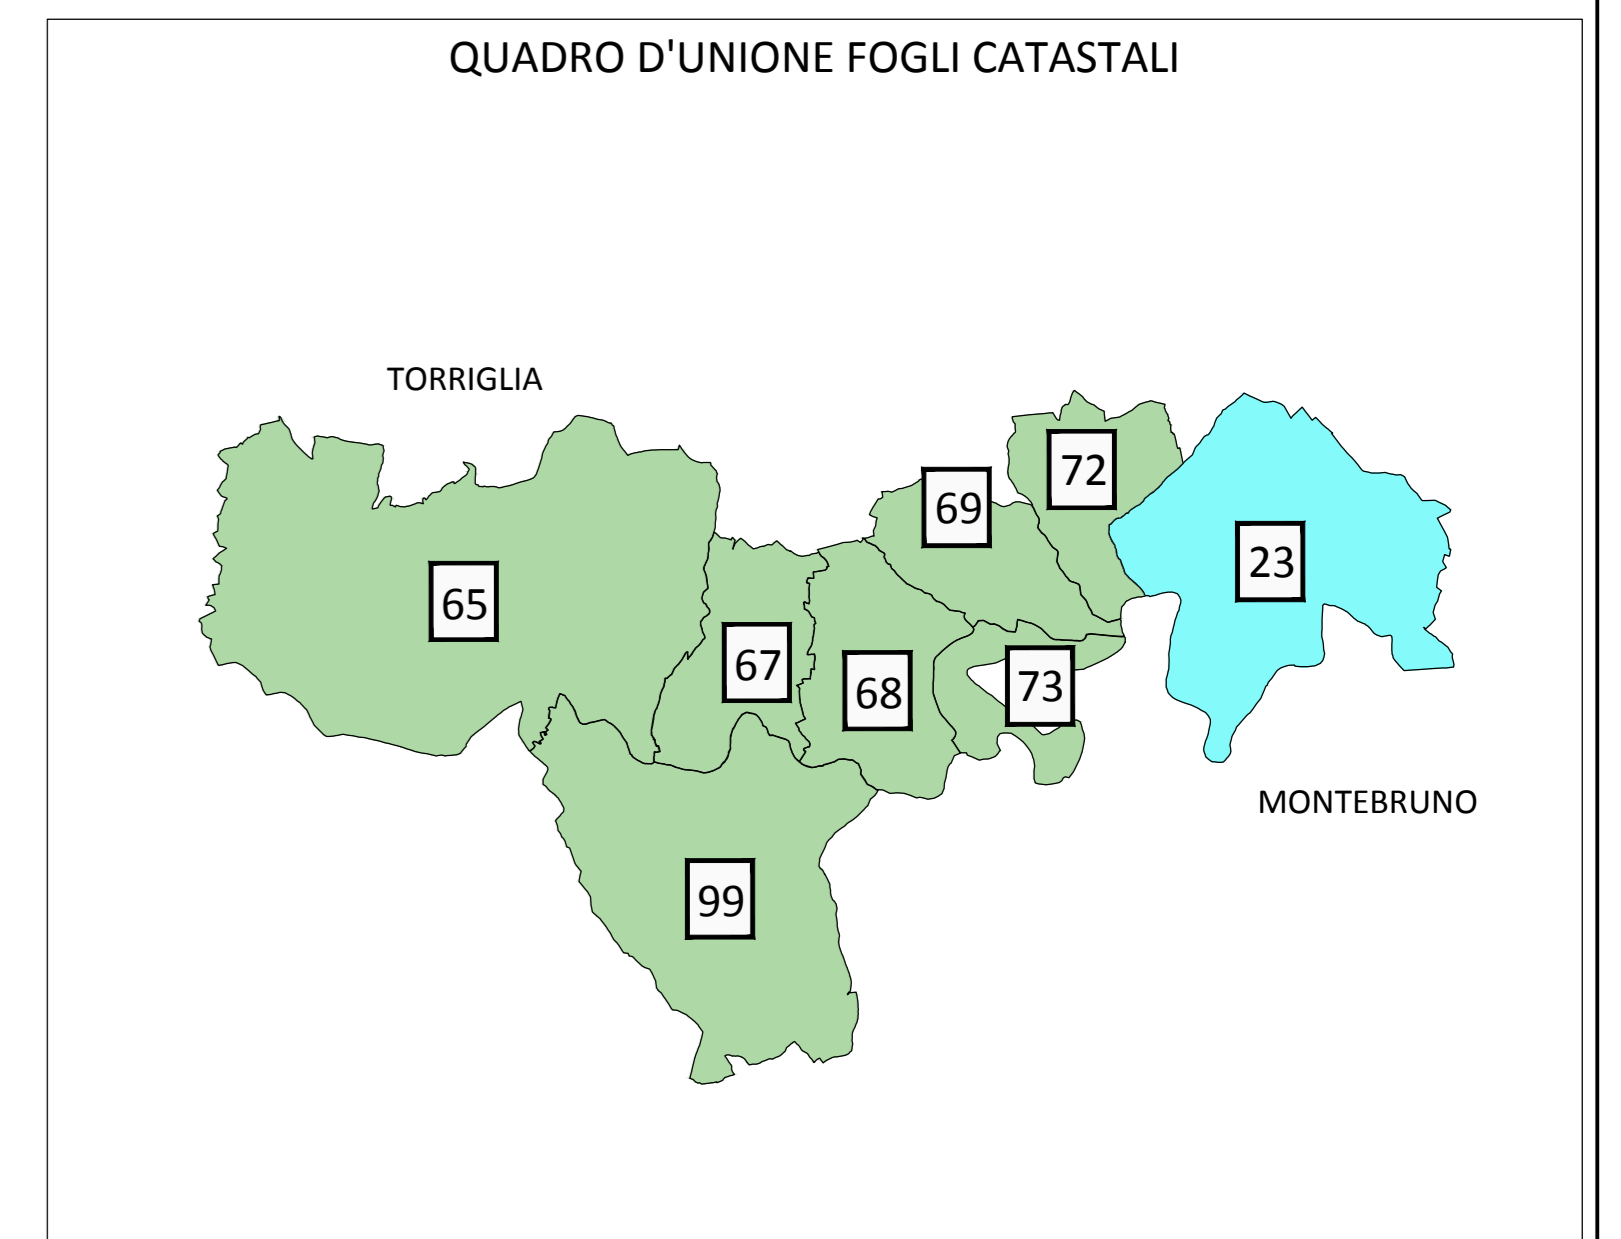 QUADRO D'UNIONE FOGLI CATASTALI
TORRIGLIA
72
69
23
65
67
68
73
MONTEBRUNO
99